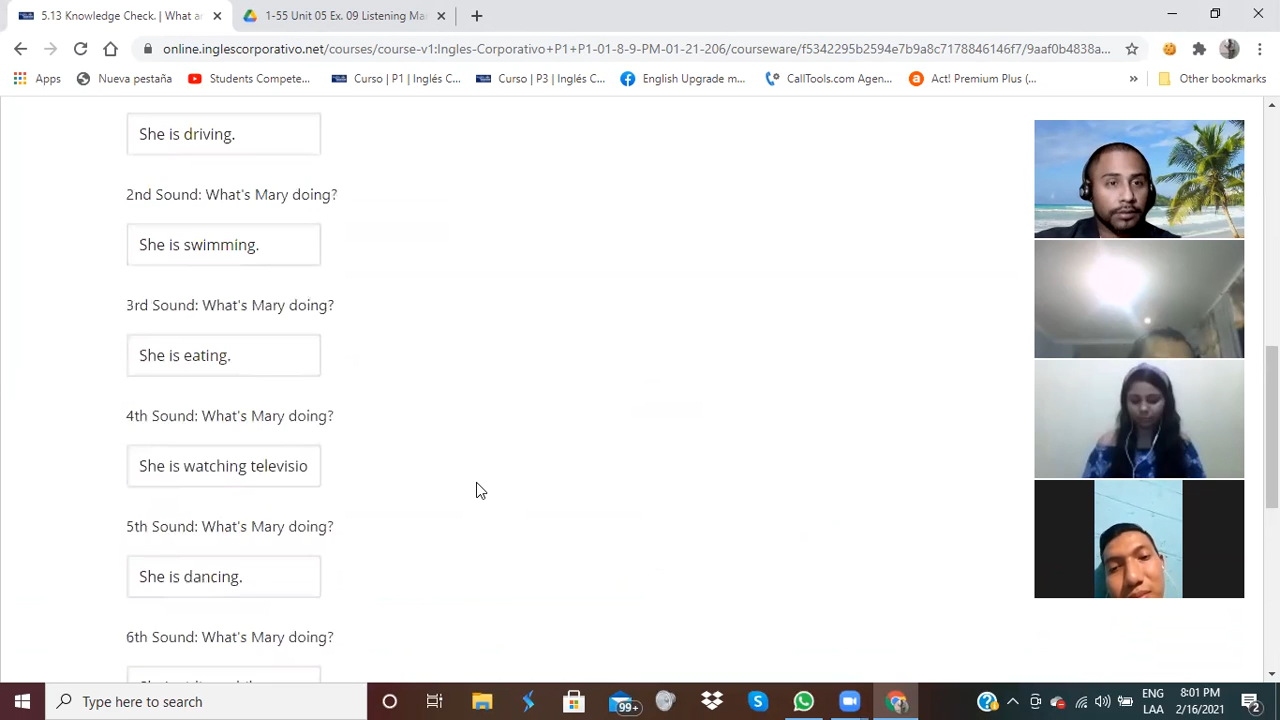 5.13 Knowledge Check. | What ar
1-55 Unit 05 Ex. 09 Listening Ma
online.inglescorporativo.net/courses/course-v1:Ingles-Corporativo+P1+P1-01-8-9-PM-01-21-206/courseware/f5342295b2594e7b9a8c7178846146f7/9aaf0b4838a...
Apps
Nueva pestaña
Students Compete...
Curso | P1 | Inglés C...
Curso | P3 | Inglés C...
English Upgrade m...
CallTools.com Agen...
Act! Premium Plus (...
»
Other bookmarks
She is driving.
2nd Sound: What's Mary doing?
She is swimming.
3rd Sound: What's Mary doing?
She is eating.
4th Sound: What's Mary doing?
She is watching televisio
5th Sound: What's Mary doing?
She is dancing.
6th Sound: What's Mary doing?
Type here to search
99+
ENG
LAA
8:01 PM
2/16/2021
2